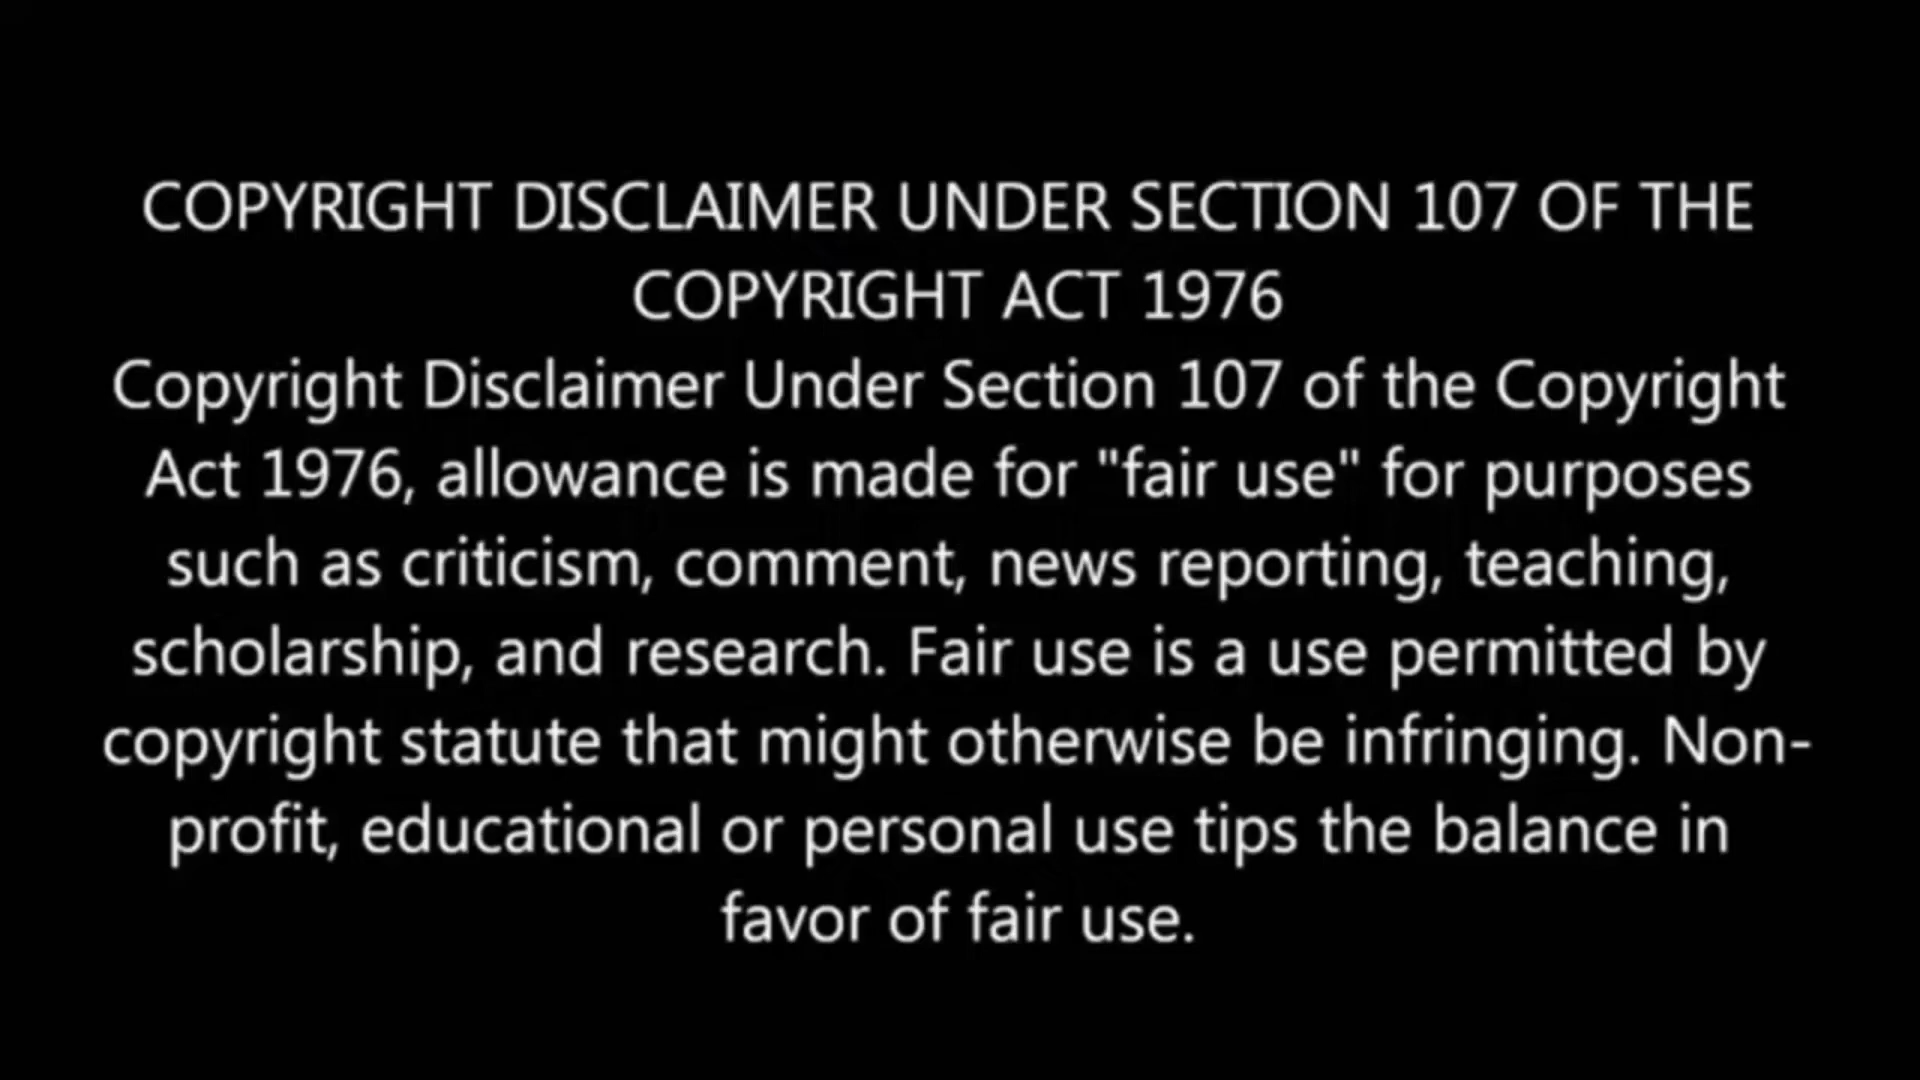 COPYRIGHT DISCLAIMER UNDER SECTION 107 OF THE
COPYRIGHT ACT 1976
Copyright Disclaimer Under Section 107 of the Copyright
Act 1976, allowance is made for "fair use" for purposes
such as criticism, comment, news reporting, teaching,
scholarship, and research. Fair use is a use permitted by
copyright statute that might otherwise be infringing. Non-
profit, educational or personal use tips the balance in
favor of fair use.